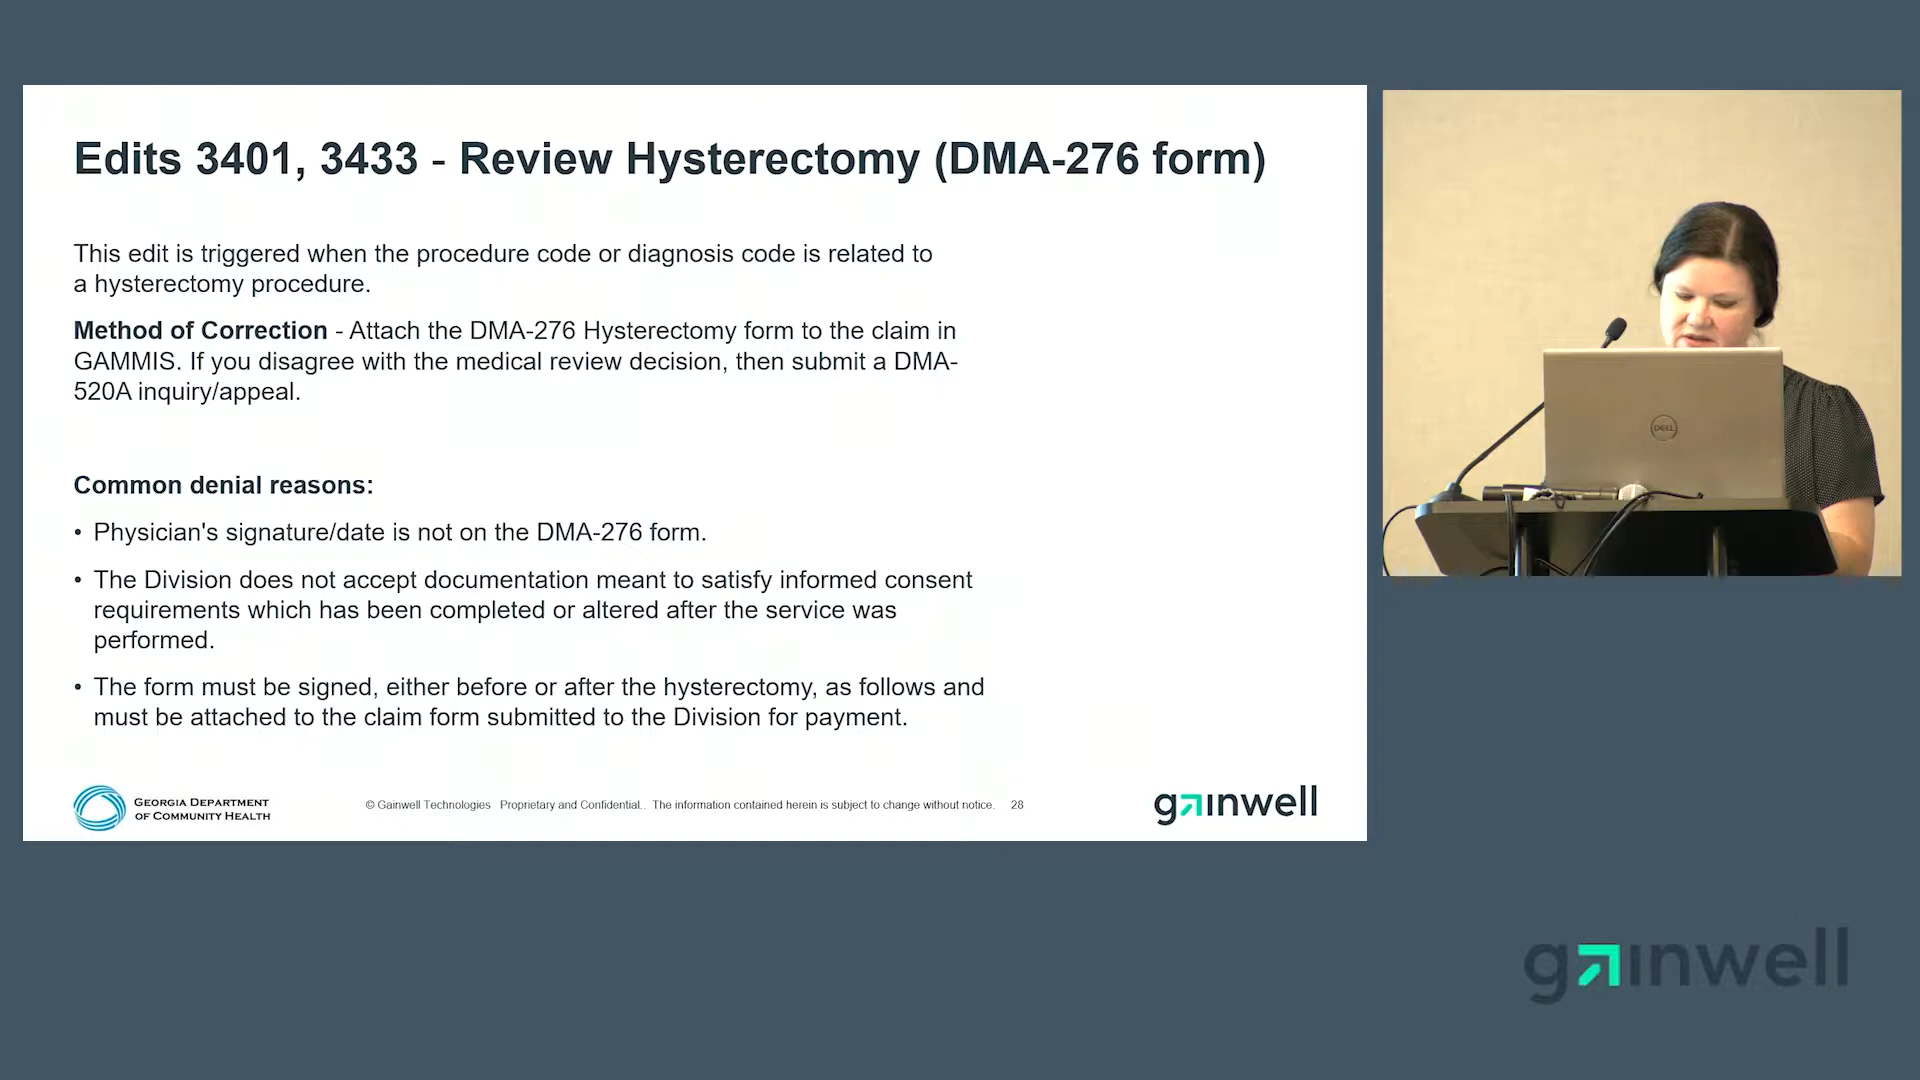 Edits 3401, 3433 - Review Hysterectomy (DMA-276 form)
This edit is triggered when the procedure code or diagnosis code is related to
a hysterectomy procedure.
Method of Correction - Attach the DMA-276 Hysterectomy form to the claim in
GAMMIS. If you disagree with the medical review decision, then submit a DMA-
520A inquiry/appeal.
Common denial reasons:
• Physician's signature/date is not on the DMA-276 form.
• The Division does not accept documentation meant to satisfy informed consent
requirements which has been completed or altered after the service was
performed.
• The form must be signed, either before or after the hysterectomy, as follows and
must be attached to the claim form submitted to the Division for payment.
GEORGIA DEPARTMENT
OF COMMUNITY HEALTH
© Gainwell Technologies Proprietary and Confidential.. The information contained herein is subject to change without notice. 28
gainwell
DELL
gainwell